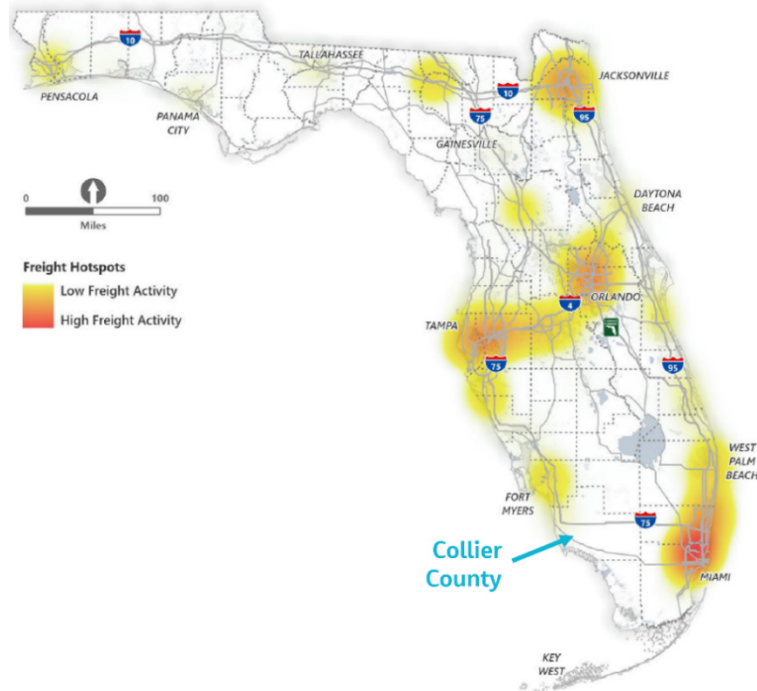 10
TALLAHASSEE
JACKSONVILLE
PENSACOLA
10
95
75
PANAMA
CITY
GAINESVILLE
0
100
Miles
DAYTONA
BEACH
Freight Hotspots
Low Freight Activity
High Freight Activity
ORLANDO
4
TAMPA
75
95
WEST
PALM
BEACH
FORT
MYERS
75
Collier
County
MIAMI
KEY
WEST